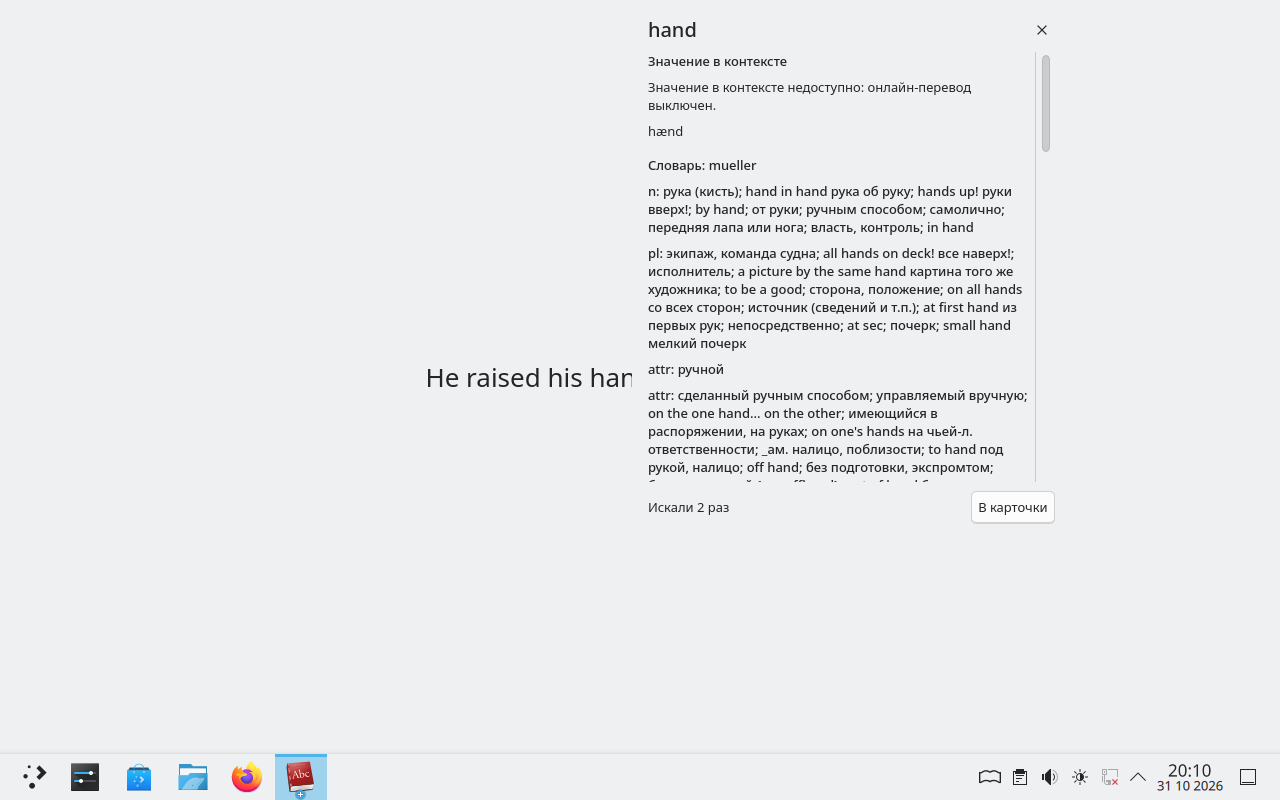 hand
Значение в контексте
Значение в контексте недоступно: онлайн-перевод
выключен.
hænd
Словарь: mueller
n: рука (кисть); hand in hand рука об руку; hands up! руки
вверх!; by hand; от руки; ручным способом; самолично;
передняя лапа или нога; власть, контроль; in hand
pl: экипаж, команда судна; all hands on deck! все наверх!;
исполнитель; a picture by the same hand картина того же
художника; to be a good; сторона, положение; on all hands
со всех сторон; источник (сведений и т.п.); at first hand из
первых рук; непосредственно; at sec; почерк; small hand
мелкий почерк
attr: ручной
attr: сделанный ручным способом; управляемый вручную;
on the one hand... on the other; имеющийся в
распоряжении, на руках; on one's hands на чьей-л.
ответственности; _ам. налицо, поблизости; to hand под
рукой, налицо; off hand; без подготовки, экспромтом;
Искали 2 раз
В карточки
He raised his han
Abc
20:10
31 10 2026